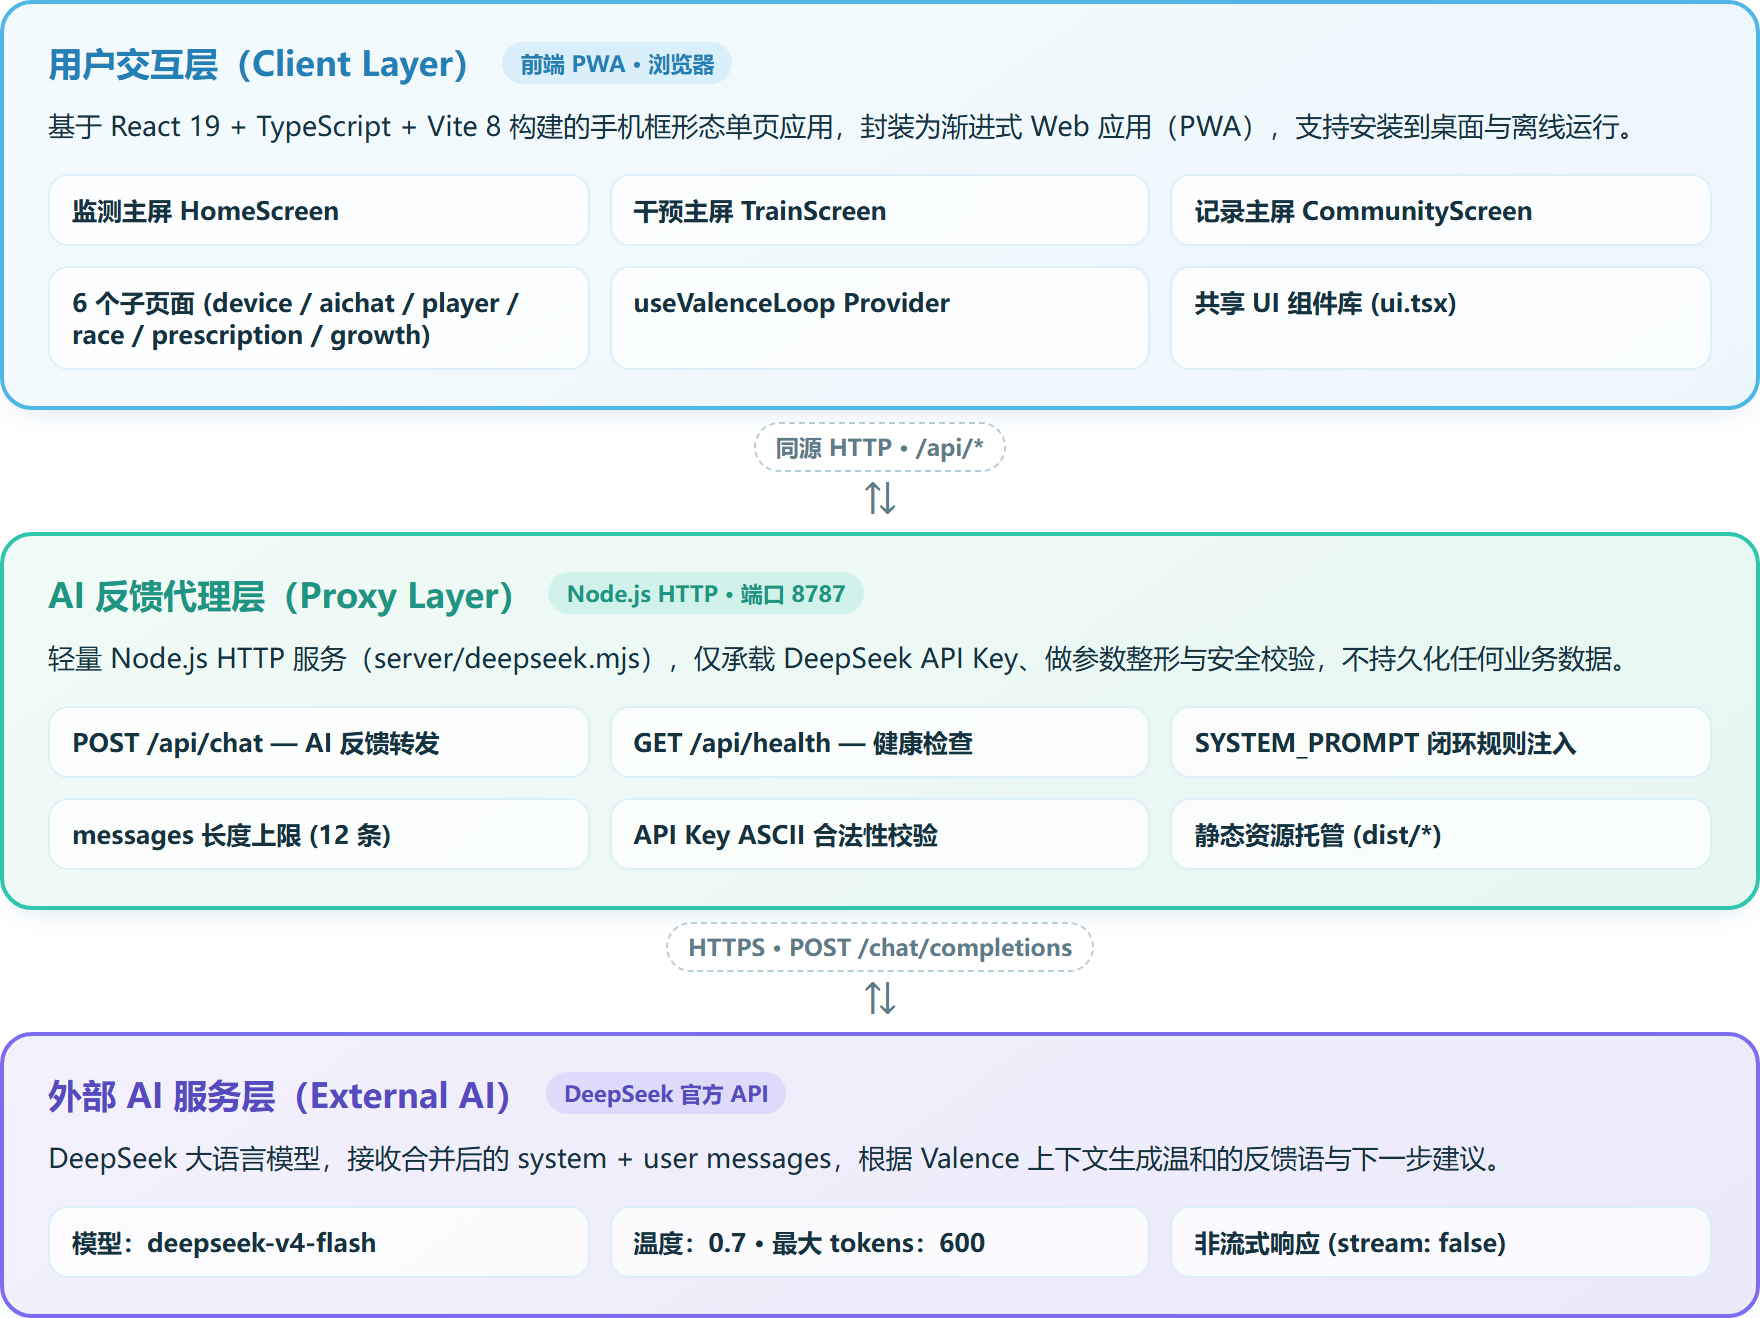 用户交互层（Client Layer）
前端 PWA • 浏览器
基于 React 19 + TypeScript + Vite 8 构建的手机框形态单页应用，封装为渐进式 Web 应用（PWA），支持安装到桌面与离线运行。
监测主屏 HomeScreen
干预主屏 TrainScreen
记录主屏 CommunityScreen
6 个子页面 (device / aichat / player /
race / prescription / growth)
useValenceLoop Provider
共享 UI 组件库 (ui.tsx)
同源 HTTP • /api/*
⇅
AI 反馈代理层（Proxy Layer）
Node.js HTTP • 端口 8787
轻量 Node.js HTTP 服务（server/deepseek.mjs），仅承载 DeepSeek API Key、做参数整形与安全校验，不持久化任何业务数据。
POST /api/chat — AI 反馈转发
GET /api/health — 健康检查
SYSTEM_PROMPT 闭环规则注入
messages 长度上限 (12 条)
API Key ASCII 合法性校验
静态资源托管 (dist/*)
HTTPS • POST /chat/completions
⇅
外部 AI 服务层（External AI）
DeepSeek 官方 API
DeepSeek 大语言模型，接收合并后的 system + user messages，根据 Valence 上下文生成温和的反馈语与下一步建议。
模型：deepseek-v4-flash
温度：0.7 • 最大 tokens：600
非流式响应 (stream: false)